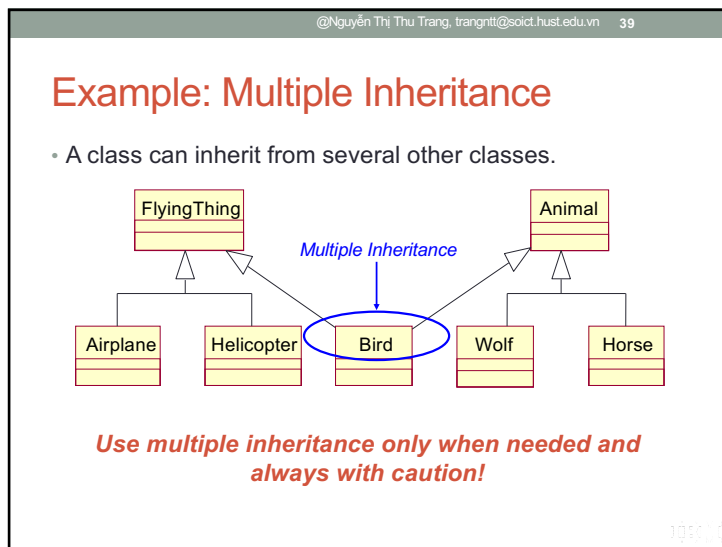 @Nguyễn Thị Thu Trang, trangntt@soict.hust.edu.vn 39
Example: Multiple Inheritance
• A class can inherit from several other classes.
FlyingThing
Animal
Multiple Inheritance
Airplane
Helicopter
Bird
Wolf
Horse
Use multiple inheritance only when needed and
always with caution!